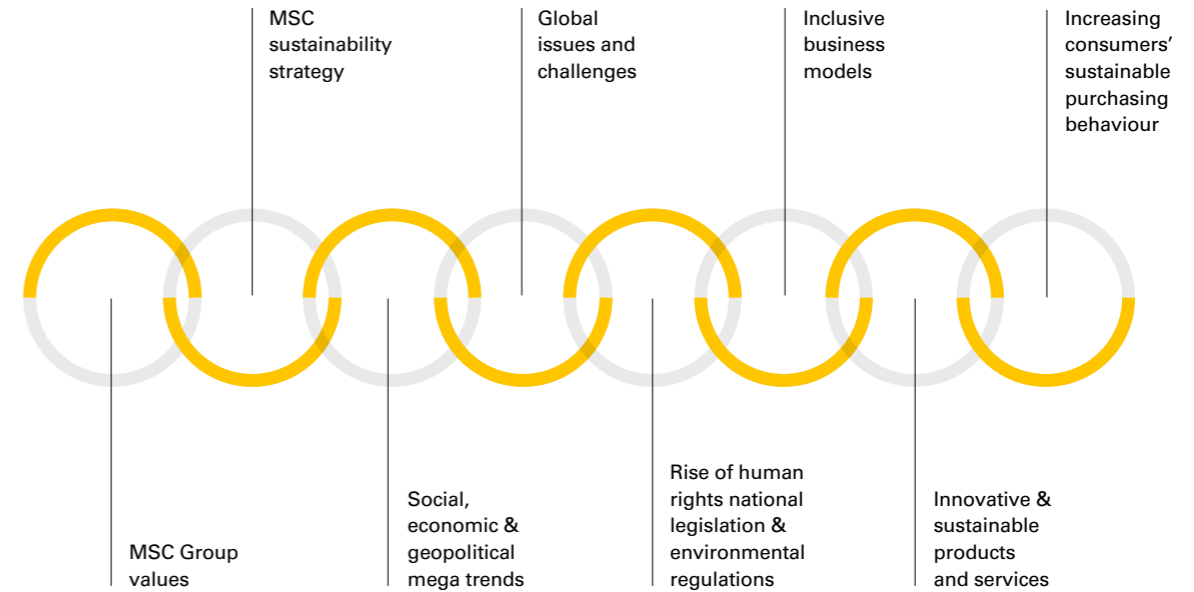 MSC
sustainability
strategy
Global
issues and
challenges
Inclusive
business
models
Increasing
consumers’
sustainable
purchasing
behaviour
MSC Group
values
Social,
economic &
geopolitical
mega trends
Rise of human
rights national
legislation &
environmental
regulations
Innovative &
sustainable
products
and services